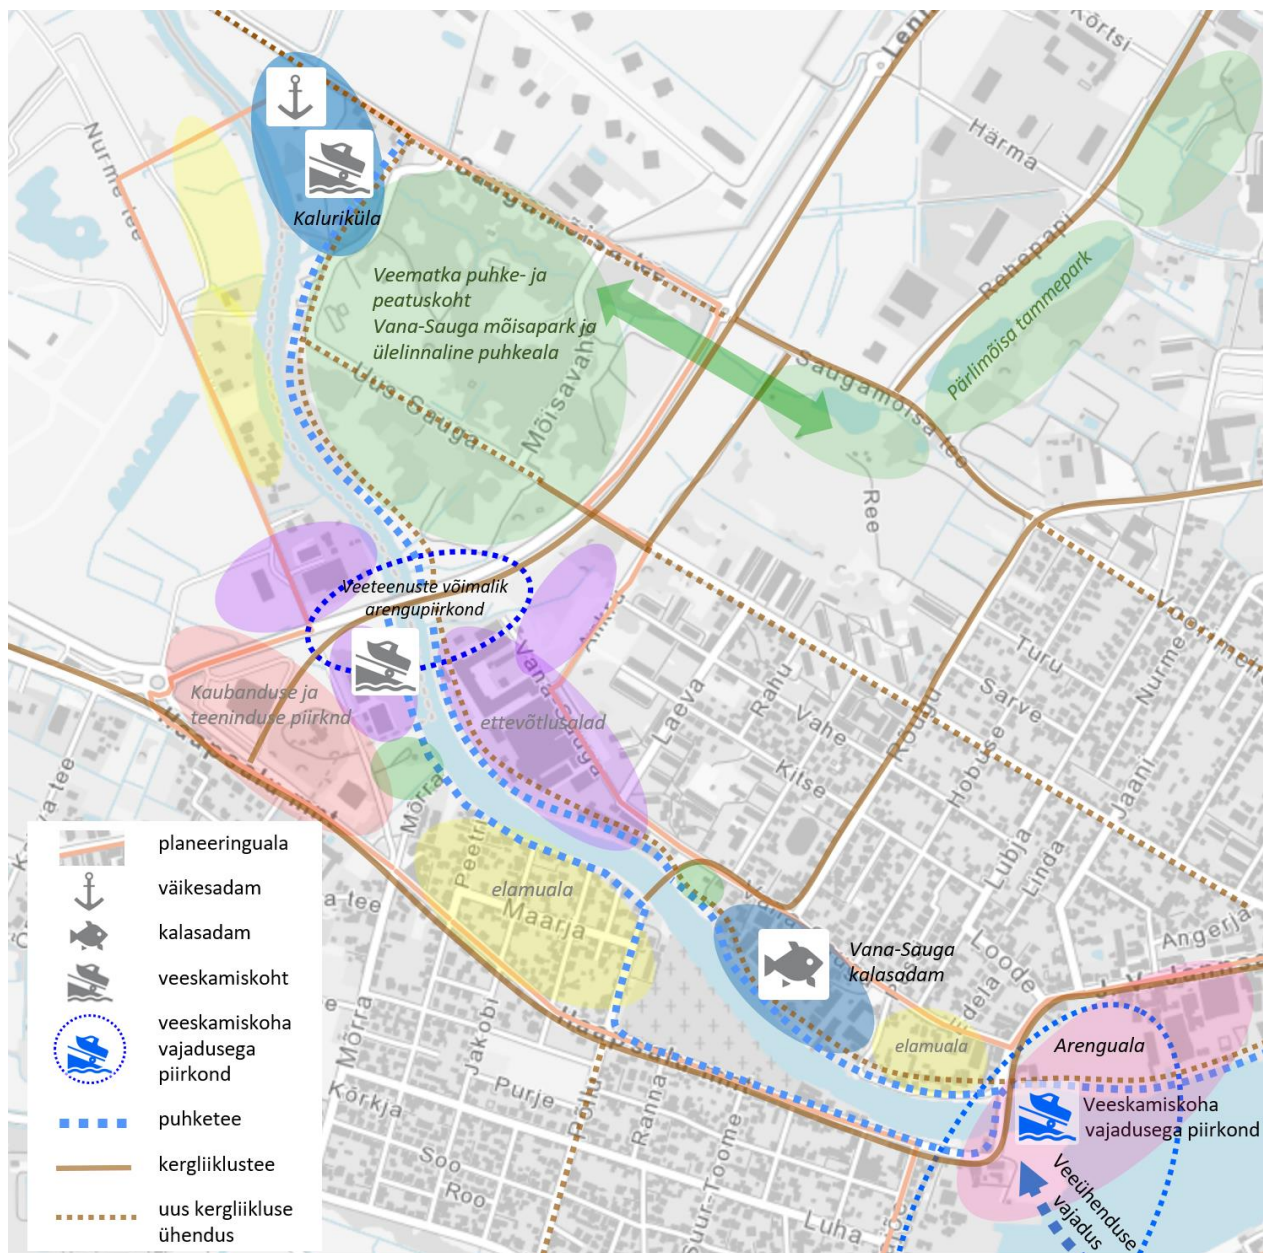 Kõrtsi
Härma
Nurme tee
Kaluriküla
Veematka puhke- ja
peatuskoht
Vana-Sauga mõisapark ja
ülelinnaline puhkeala
Rehepapi
Pärlimõisa tammepark
Uus-Sauga
Mõisavahe
Saugamõisa tee
Ree
Veeteenuste võimalik
arengupiirkond
Kaubanduse ja
teeninduse piirknd
ettevõtlusalad
Vana-Sauga
Laeva
Rahu
Vahe
Kitse
Turu
Sarve
Nurme
Hobuse
Jaani
Lubja
Linda
Loode
Angerja
Mõrra
Peetri
elamuala
Maarja
Vana-Sauga
kalasadam
elamuala
Arenguala
Veeskamiskoha
vajadusega piirkond
Veeühenduse
vajadus
Mõrra
Jakobi
Kõrkja
Purje
Soo
Roo
Ranna
Suur-Toome
Luha
planeeringuala
väikesadam
kalasadam
veeskamiskoht
veeskamiskoha
vajadusega
piirkond
puhketee
kergliiklustee
uus kergliikluse
ühendus